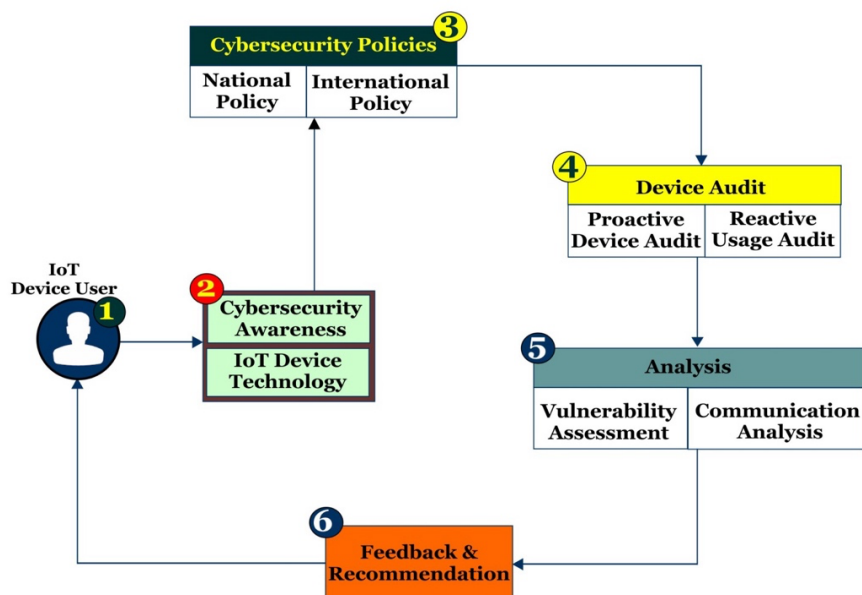 3
Cybersecurity Policies
National
Policy
International
Policy
4
Device Audit
Proactive
Device Audit
Reactive
Usage Audit
IoT
Device User
1
2
Cybersecurity
Awareness
IoT Device
Technology
5
Analysis
Vulnerability
Assessment
Communication
Analysis
6
Feedback &
Recommendation